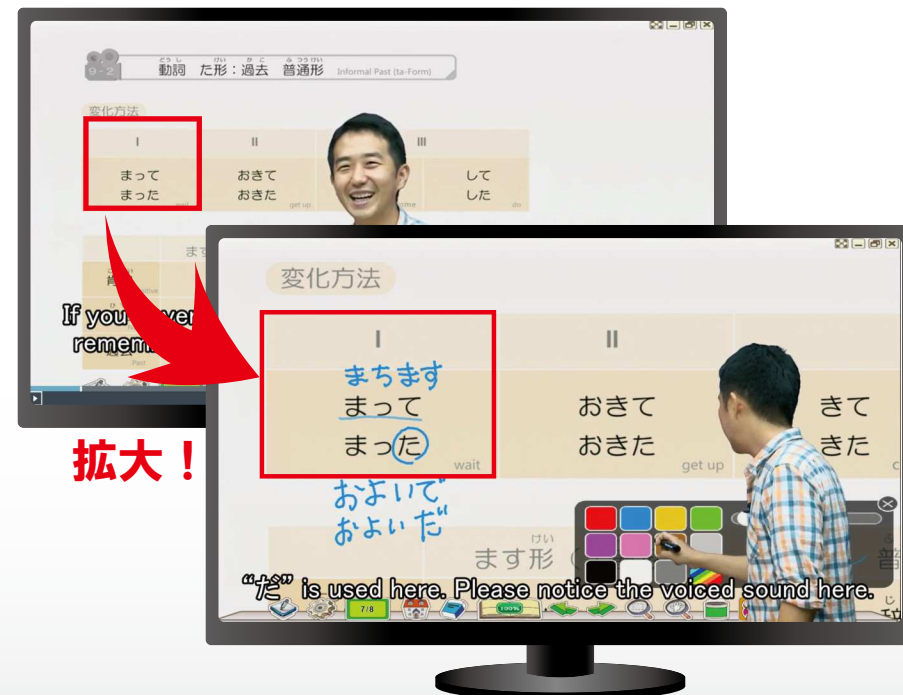 9-2
どうし けい かこ ふつうけい
動詞 た形：過去 普通形 Informal Past (ta-Form)
変化方法
I II III
まって おきて して
まった おきた した
wait get up me do
ます
If you
remem
Past
拡大！
変化方法
I II
まちます
まって おきて きて
まった おきた きた
wait get up c
およいで
およいだ
けい
ます形
普
“だ” is used here. Please notice the voiced sound here.
7/8 100%